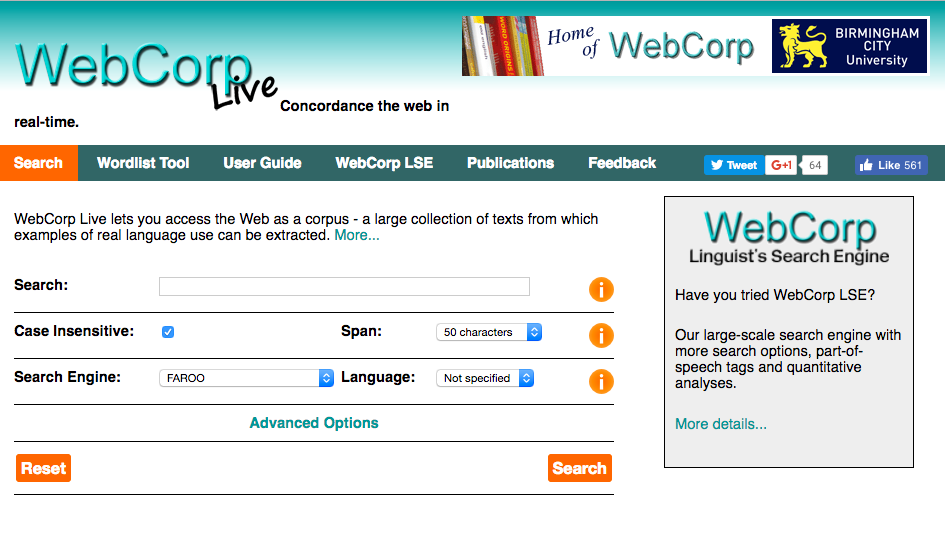 WebCorp
Live
Concordance the web in
real-time.
WORD ORIGINS
Home
of
WebCorp
BIRMINGHAM
CITY
University
Search
Wordlist Tool
User Guide
WebCorp LSE
Publications
Feedback
Tweet
G+1
64
Like 561
WebCorp Live lets you access the Web as a corpus - a large collection of texts from which
examples of real language use can be extracted. More...
Search:
i
Case Insensitive:
Span:
50 characters
i
Search Engine:
FAROO
Language:
Not specified
i
Advanced Options
Reset
Search
WebCorp
Linguist's Search Engine
Have you tried WebCorp LSE?
Our large-scale search engine with
more search options, part-of-
speech tags and quantitative
analyses.
More details...